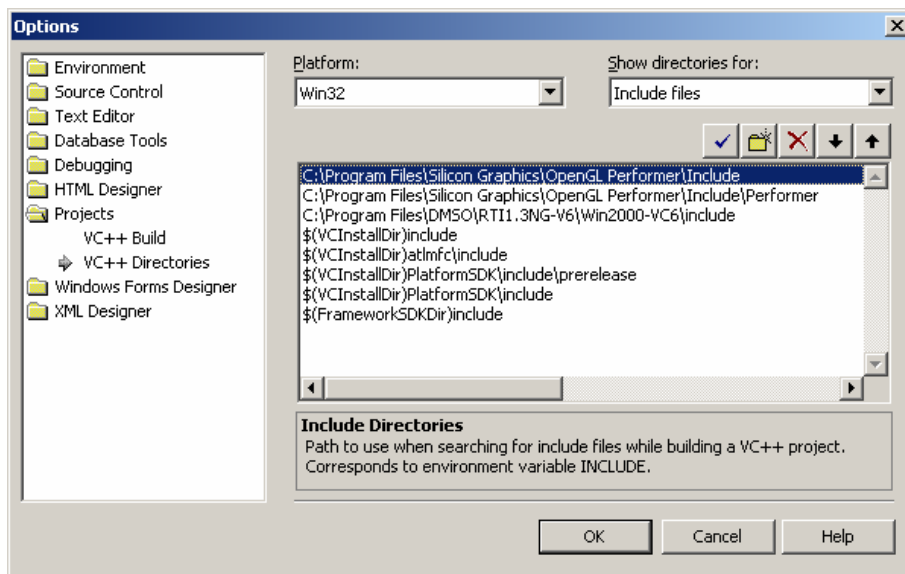 Options
Environment
Source Control
Text Editor
Database Tools
Debugging
HTML Designer
Projects
VC++ Build
VC++ Directories
Windows Forms Designer
XML Designer
Platform:
Win32
Show directories for:
Include files
C:\Program Files\Silicon Graphics\OpenGL Performer\Include
C:\Program Files\Silicon Graphics\OpenGL Performer\Include\Performer
C:\Program Files\DMSO\RTI1.3NG-V6\Win2000-VC6\include
$(VCInstallDir)include
$(VCInstallDir)atlmfc\include
$(VCInstallDir)PlatformSDK\include\prerelease
$(VCInstallDir)PlatformSDK\include
$(FrameworkSDKDir)include
Include Directories
Path to use when searching for include files while building a VC++ project.
Corresponds to environment variable INCLUDE.
OK
Cancel
Help